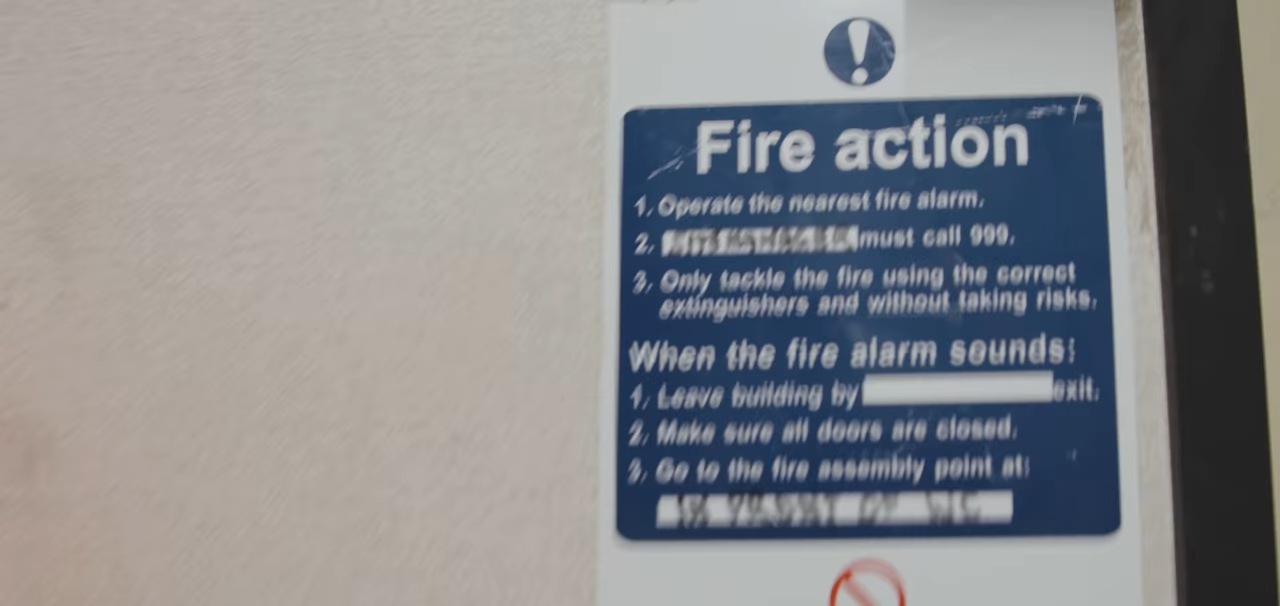 Fire action
1. Operate the nearest fire alarm.
2. must call 999.
3. Only tackle the fire using the correct
extinguishers and without taking risks.
When the fire alarm sounds:
1. Leave building by exit.
2. Make sure all doors are closed.
3. Go to the fire assembly point at: